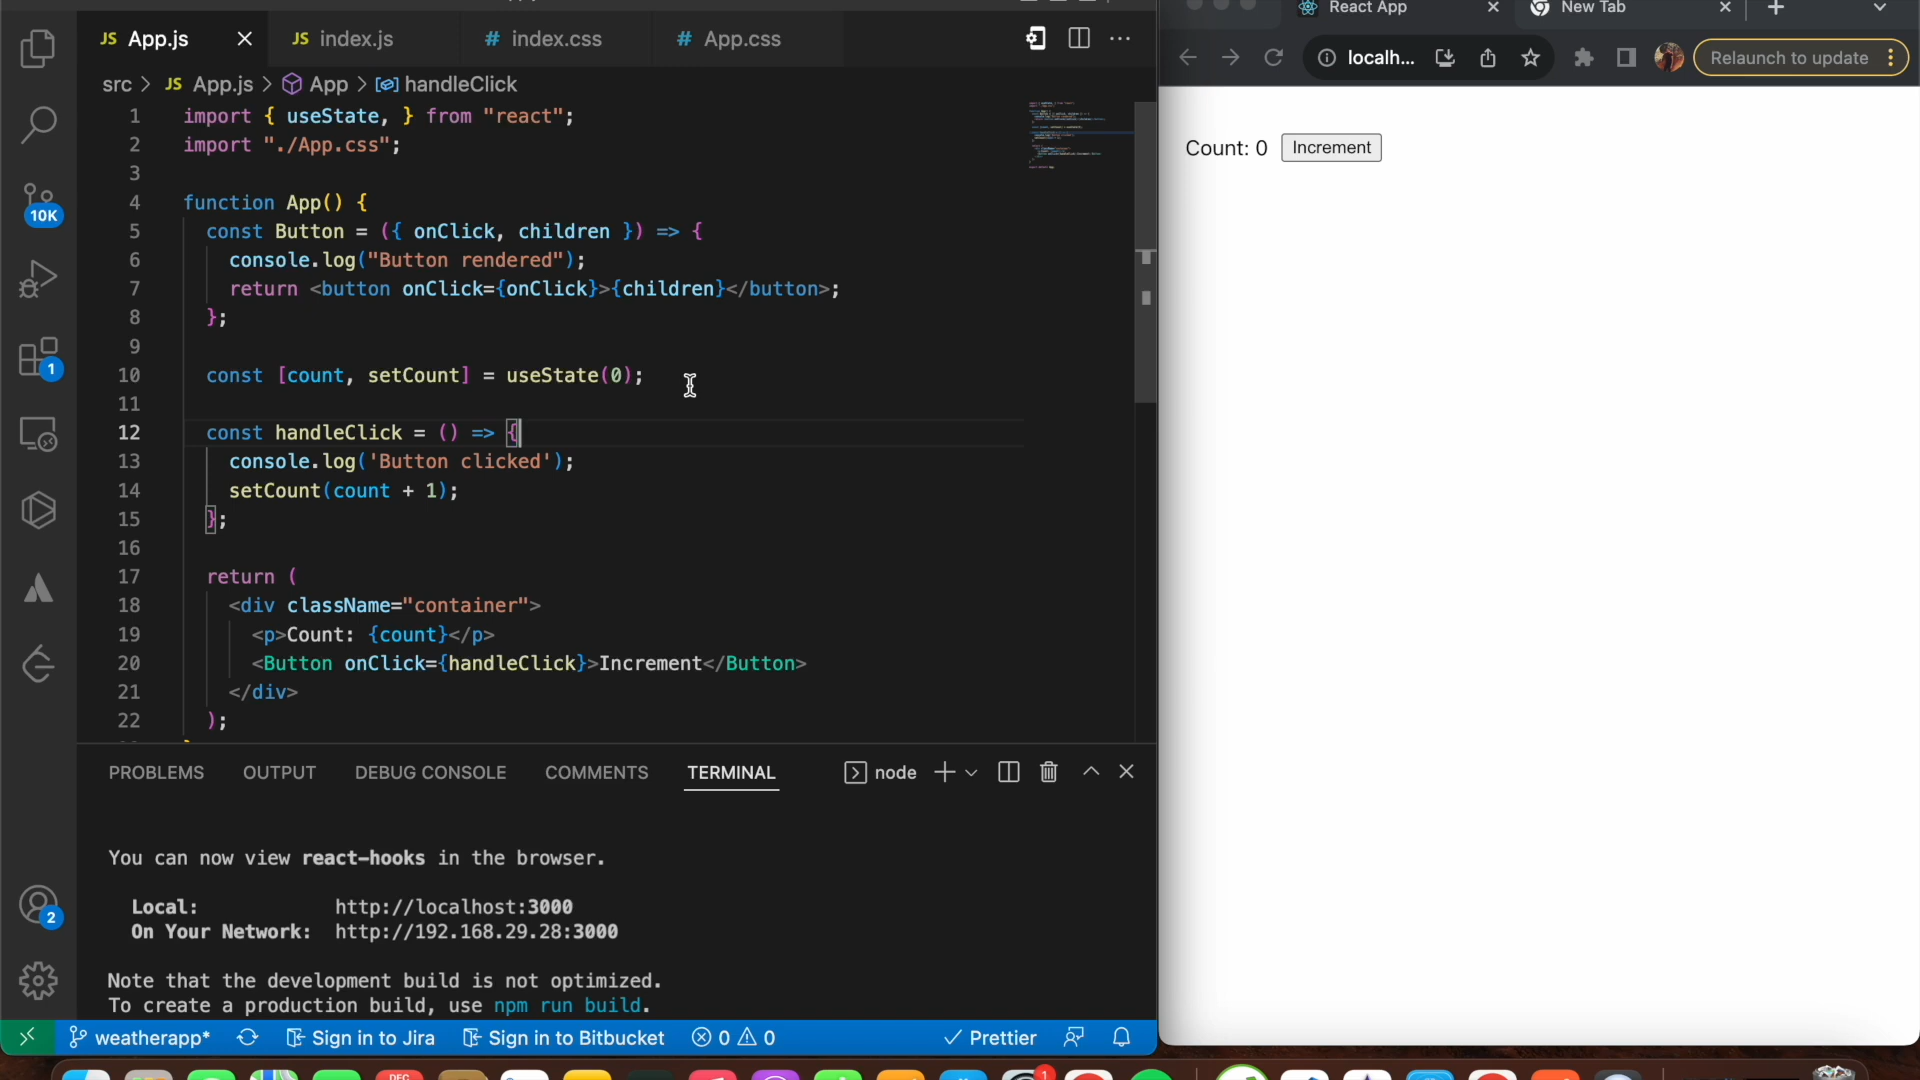 App.js
index.js
App.css
index.css
src > App.js > App > handleClick
1 import { useState, } from "react";
2 import "./App.css";
3
4 function App() {
5 const Button = ({ onClick, children }) => {
6 console.log("Button rendered");
7 return <button onClick={onClick}>{children}</button>;
8 };
9
10 const [count, setCount] = useState(0);
11
12 const handleClick = () => {
13 console.log('Button clicked');
14 setCount(count + 1);
15 };
16
17 return (
18 <div className="container">
19 <p>Count: {count}</p>
20 <Button onClick={handleClick}>Increment</Button>
21 </div>
22 );
10K
1
2
PROBLEMS OUTPUT DEBUG CONSOLE COMMENTS TERMINAL node
You can now view react-hooks in the browser.
Local: http://localhost:3000
On Your Network: http://192.168.29.28:3000
Note that the development build is not optimized.
To create a production build, use npm run build.
weatherapp* Sign in to Jira Sign in to Bitbucket 0 0 Prettier
React App
New Tab
localh...
Relaunch to update
Count: 0 Increment
DEC
1